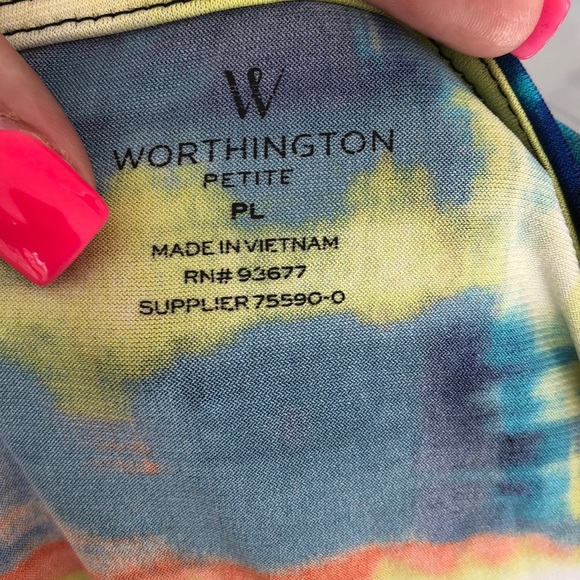 W
WORTHINGTON
PETITE
PL
MADE IN VIETNAM
RN# 93677
SUPPLIER 75590-0